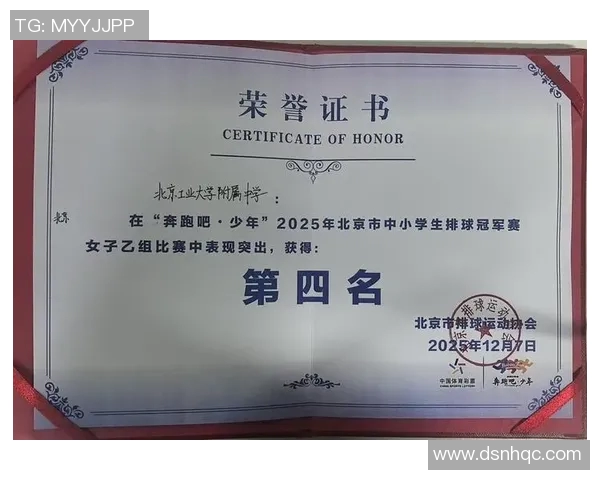 TG: MYYJJPP
荣誉证书
CERTIFICATE OF HONOR
北京工业大学附属中学：
在“奔跑吧·少年”2025年北京市中小学生排球冠军赛
女子乙组比赛中表现突出，获得：
第四名
北京市排球运动协会
2025年12月7日
中国体育彩票
CHINA SPORTS LOTTERY
奔跑吧少年
www.dsnhqc.com